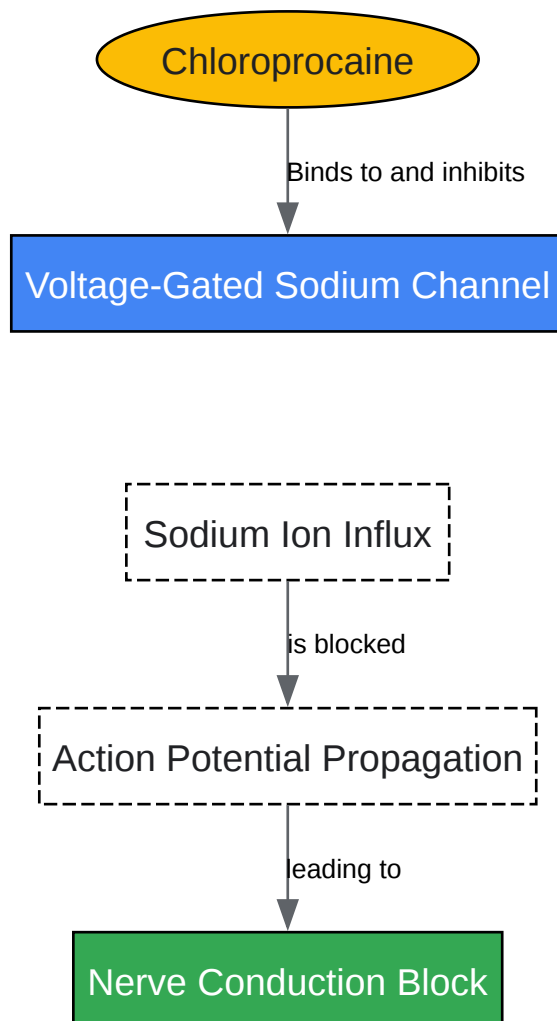 Chloroprocaine
Binds to and inhibits
Voltage-Gated Sodium Channel
Sodium Ion Influx
is blocked
Action Potential Propagation
leading to
Nerve Conduction Block